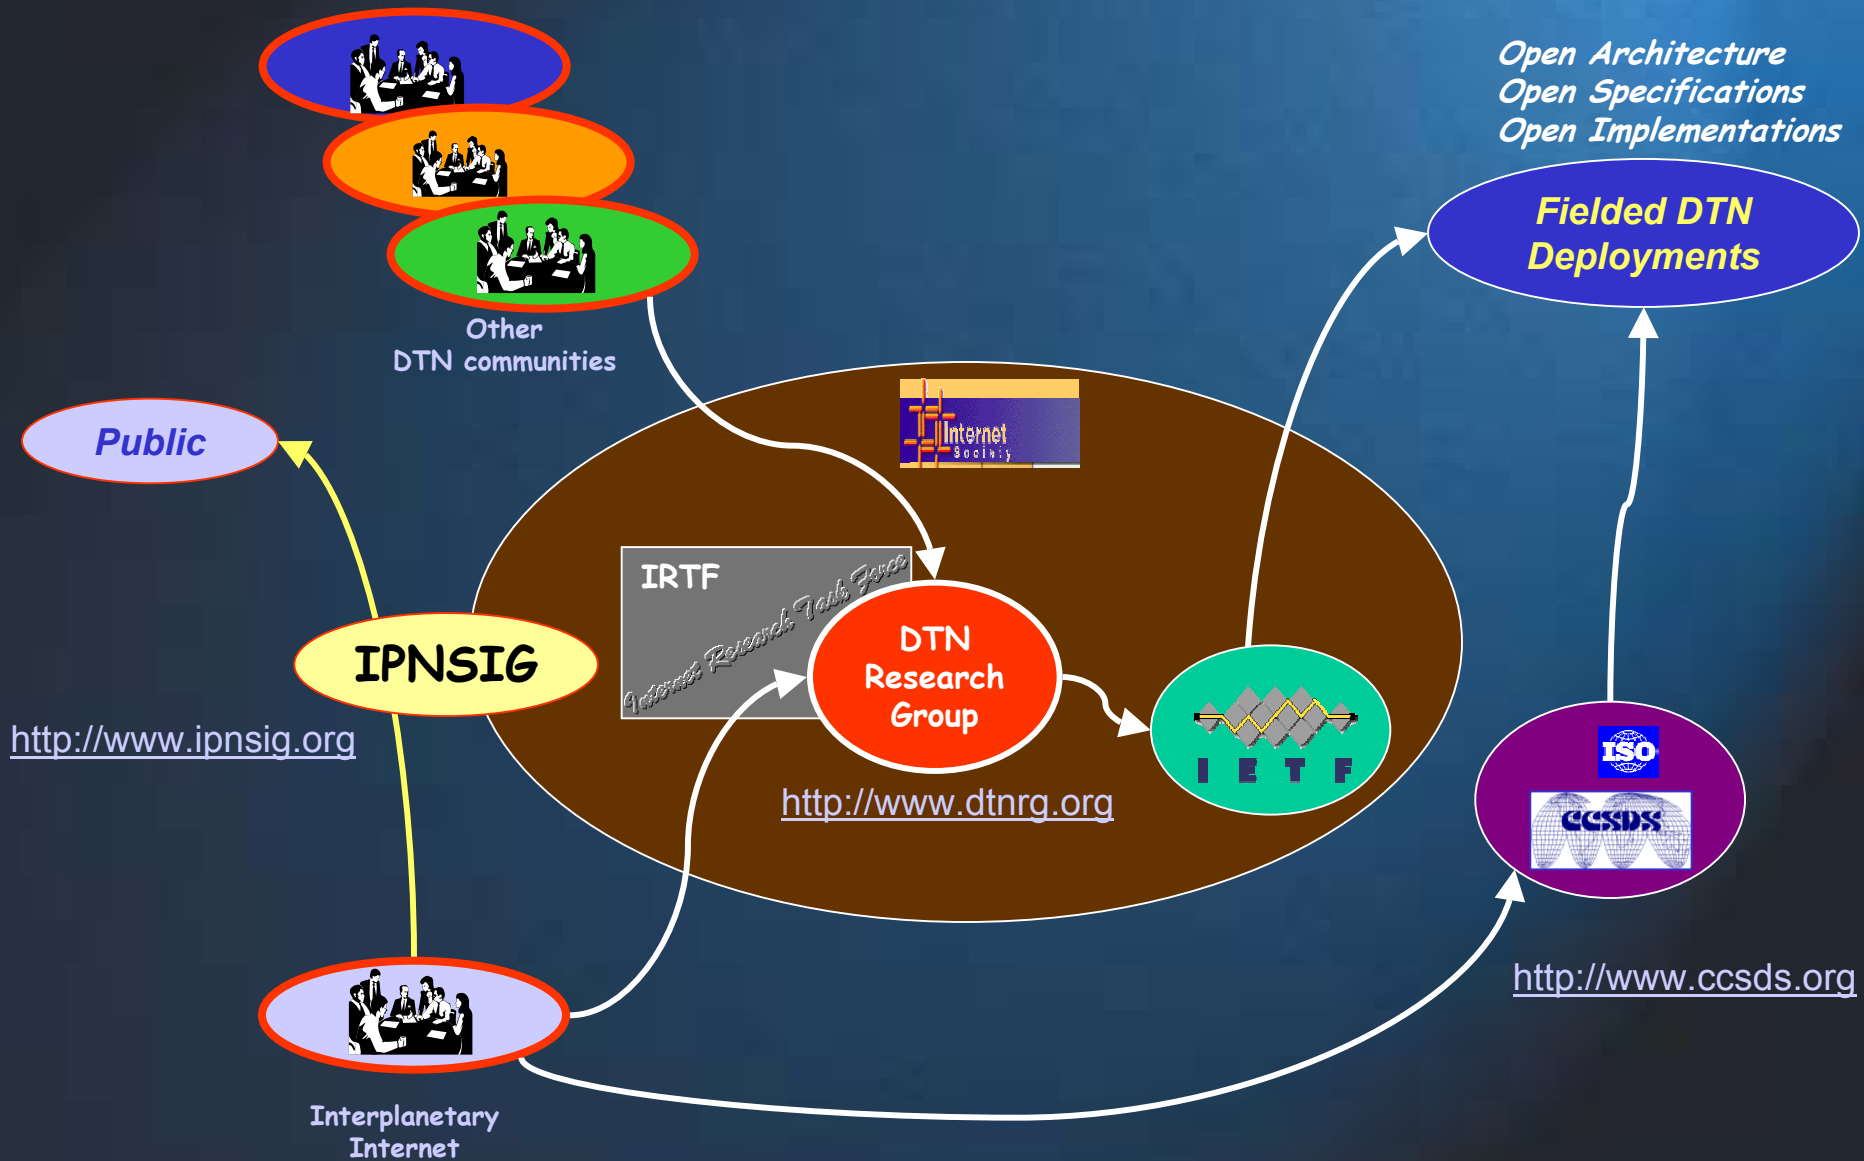 Open Architecture
Open Specifications
Open Implementations
Fielded DTN
Deployments
Other
DTN communities
Public
Internet
Society
IRTF
Internet Research Task Force
DTN
Research
Group
IPNSIG
http://www.ipnsig.org
http://www.dtnrg.org
I E T F
ISO
CCSDS
http://www.ccsds.org
Interplanetary
Internet